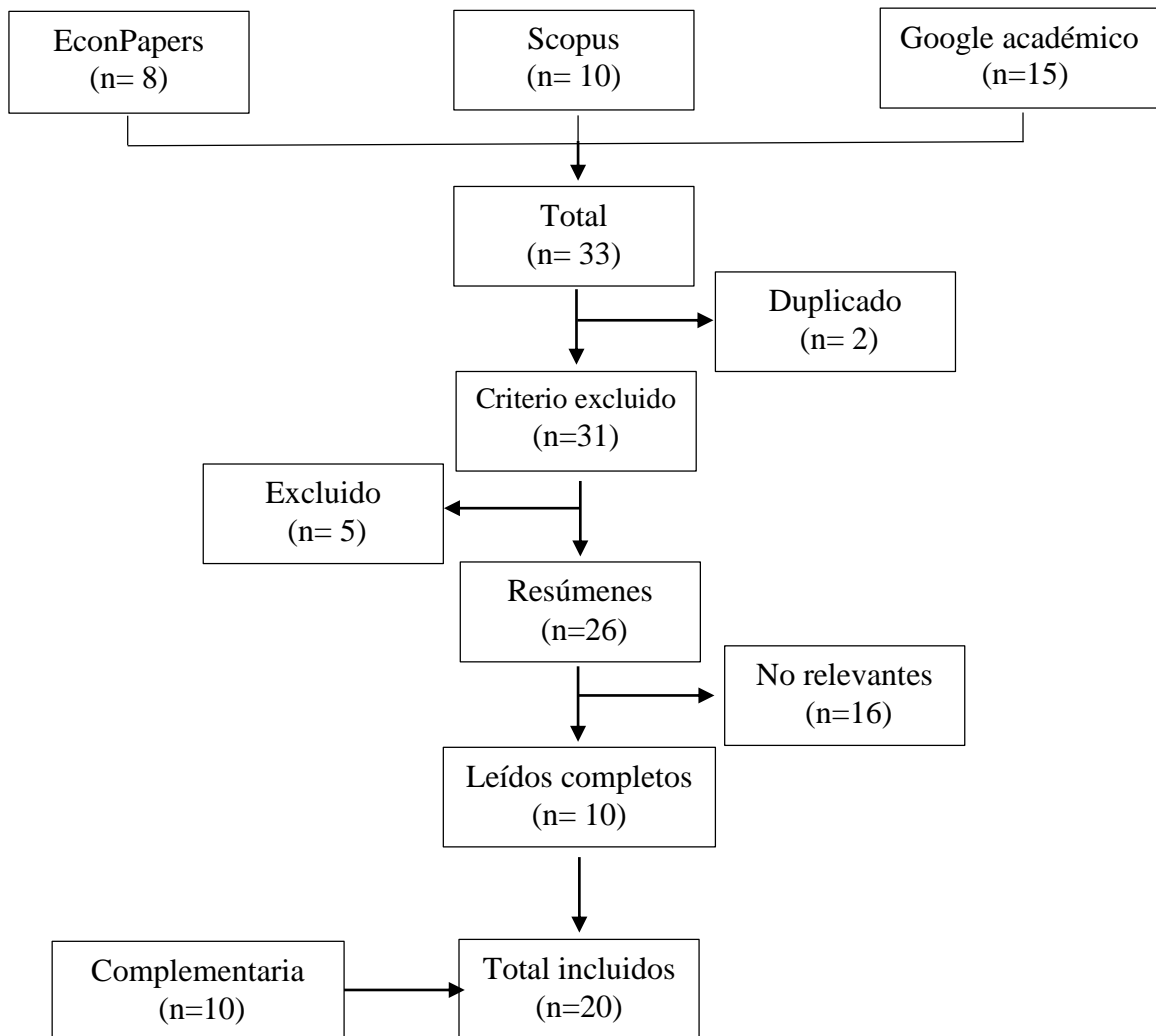 EconPapers
(n= 8)
Scopus
(n= 10)
Google académico
(n=15)
Total
(n= 33)
Duplicado
(n= 2)
Criterio excluido
(n=31)
Excluido
(n= 5)
Resúmenes
(n=26)
No relevantes
(n=16)
Leídos completos
(n= 10)
Complementaria
(n=10)
Total incluidos
(n=20)